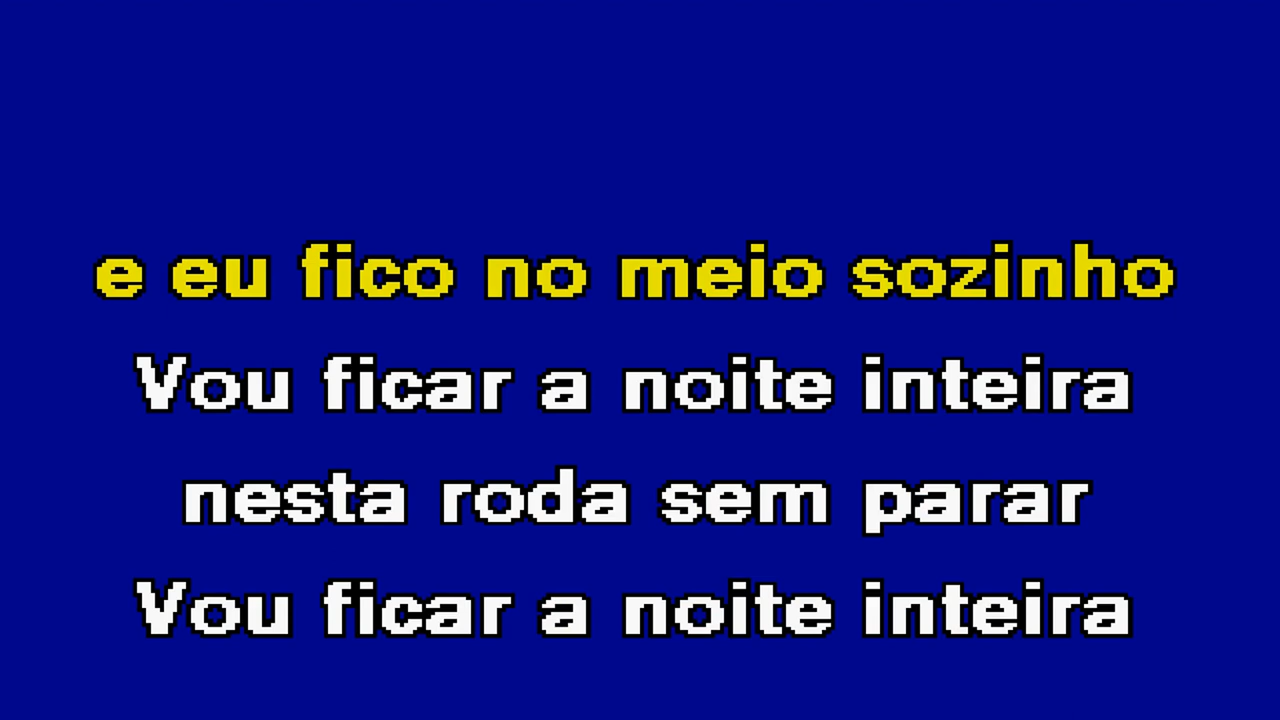 e eu fico no meio sozinho
Vou ficar a noite inteira
nesta roda sem parar
Vou ficar a noite inteira